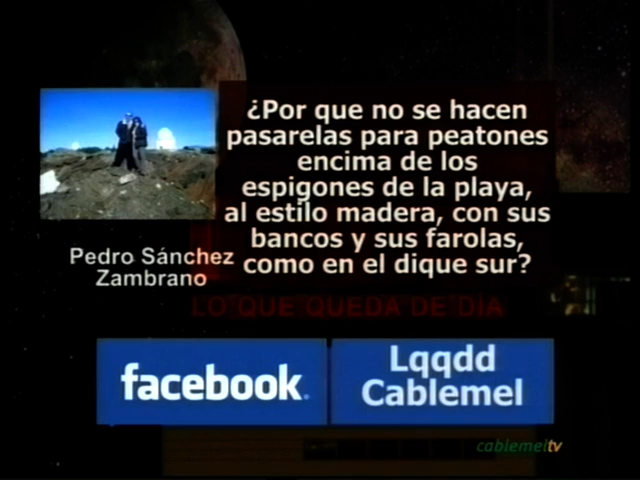 ¿Por que no se hacen
pasarelas para peatones
encima de los
espigones de la playa,
al estilo madera, con sus
bancos y sus farolas,
como en el dique sur?
Pedro Sánchez
Zambrano
LO QUE QUEDA DE DÍA
facebook.
Lqqdd
Cablemel
cablemeltv